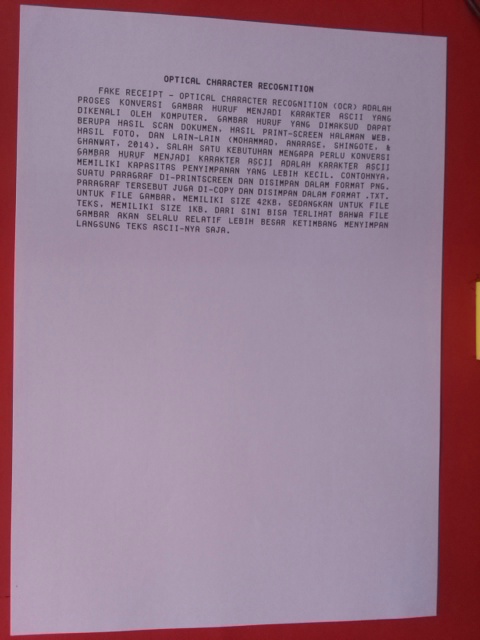 OPTICAL CHARACTER RECOGNITION
FAKE RECEIPT - OPTICAL CHARACTER RECOGNITION (OCR) ADALAH
PROSES KONVERSI GAMBAR HURUF MENJADI KARAKTER ASCII YANG
DIKENALI OLEH KOMPUTER. GAMBAR HURUF YANG DIMAKSUD DAPAT
BERUPA HASIL SCAN DOKUMEN, HASIL PRINT-SCREEN HALAMAN WEB,
HASIL FOTO, DAN LAIN-LAIN (MOHAMMAD, ANARASE, SHINGOTE, &
GHANWAT, 2014). SALAH SATU KEBUTUHAN MENGAPA PERLU KONVERSI
GAMBAR HURUF MENJADI KARAKTER ASCII ADALAH KARAKTER ASCII
MEMILIKI KAPASITAS PENYIMPANAN YANG LEBIH KECIL. CONTOHNYA,
SUATU PARAGRAF DI-PRINTSCREEN DAN DISIMPAN DALAM FORMAT PNG.
PARAGRAF TERSEBUT JUGA DI-COPY DAN DISIMPAN DALAM FORMAT .TXT.
UNTUK FILE GAMBAR, MEMILIKI SIZE 42KB, SEDANGKAN UNTUK FILE
TEKS, MEMILIKI SIZE 1KB. DARI SINI BISA TERLIHAT BAHWA FILE
GAMBAR AKAN SELALU RELATIF LEBIH BESAR KETIMBANG MENYIMPAN
LANGSUNG TEKS ASCII-NYA SAJA.